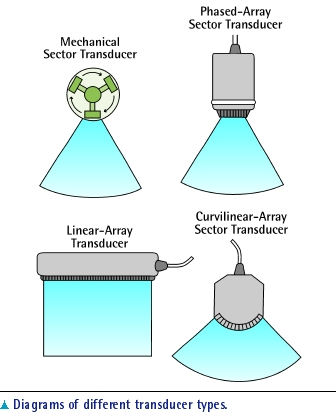 Mechanical
Sector Transducer
Phased-Array
Sector Transducer
Linear-Array
Transducer
Curvilinear-Array
Sector Transducer
Diagrams of different transducer types.